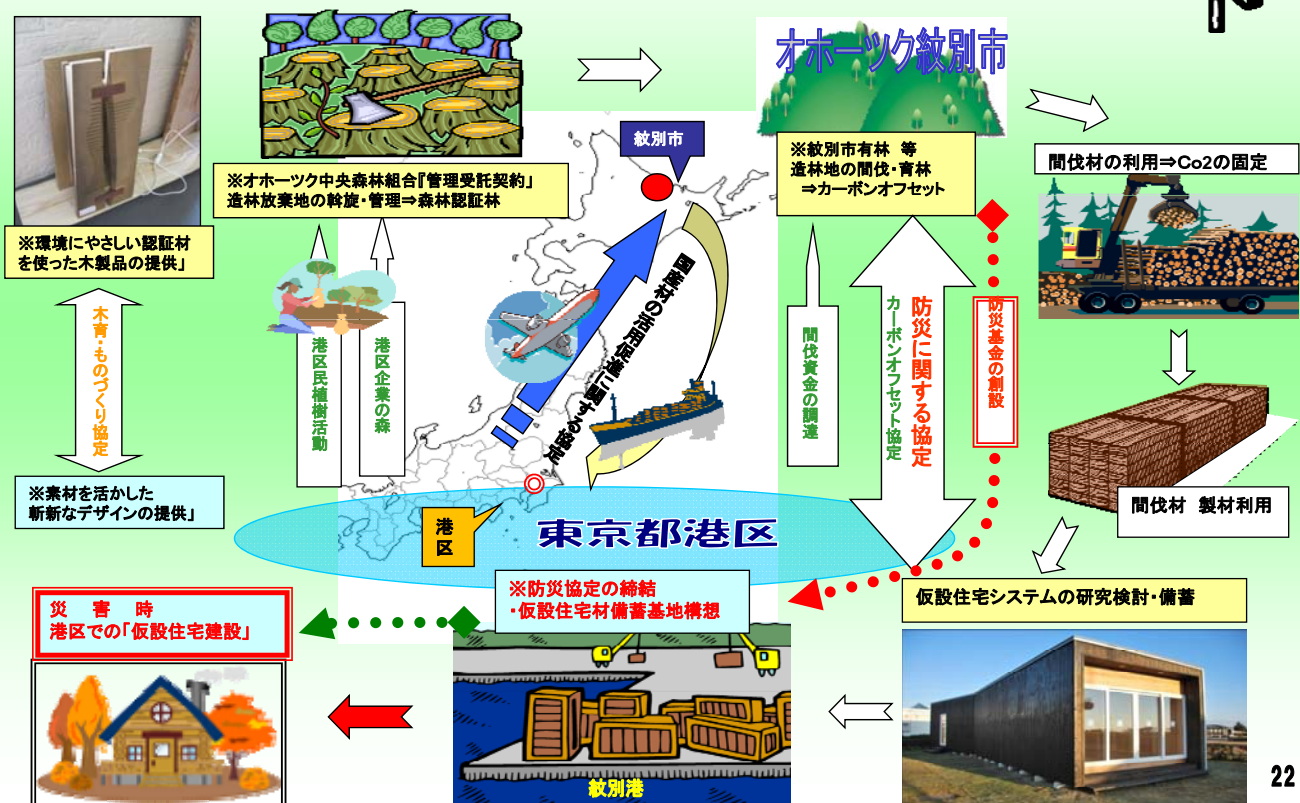 ド
オホーツク紋別市
紋別市
※オホーツク中央森林組合『管理受託契約」
造林放棄地の斡旋・管理⇒森林認証林
※紋別市有林 等
造林地の間伐・育林
⇒カーボンオフセット
間伐材の利用⇒Co2の固定
※環境にやさしい認証材
を使った木製品の提供」
木育・ものづくり協定
※素材を活かした
斬新なデザインの提供」
港区民植樹活動
港区企業の森
国産材の活用促進に関する協定
間伐資金の調達
カーボンオフセット協定
防災に関する協定
防災基金の創設
間伐材 製材利用
港
区
東京都港区
※防災協定の締結
・仮設住宅材備蓄基地構想
仮設住宅システムの研究検討・備蓄
災 害 時
港区での「仮設住宅建設」
紋別港
22